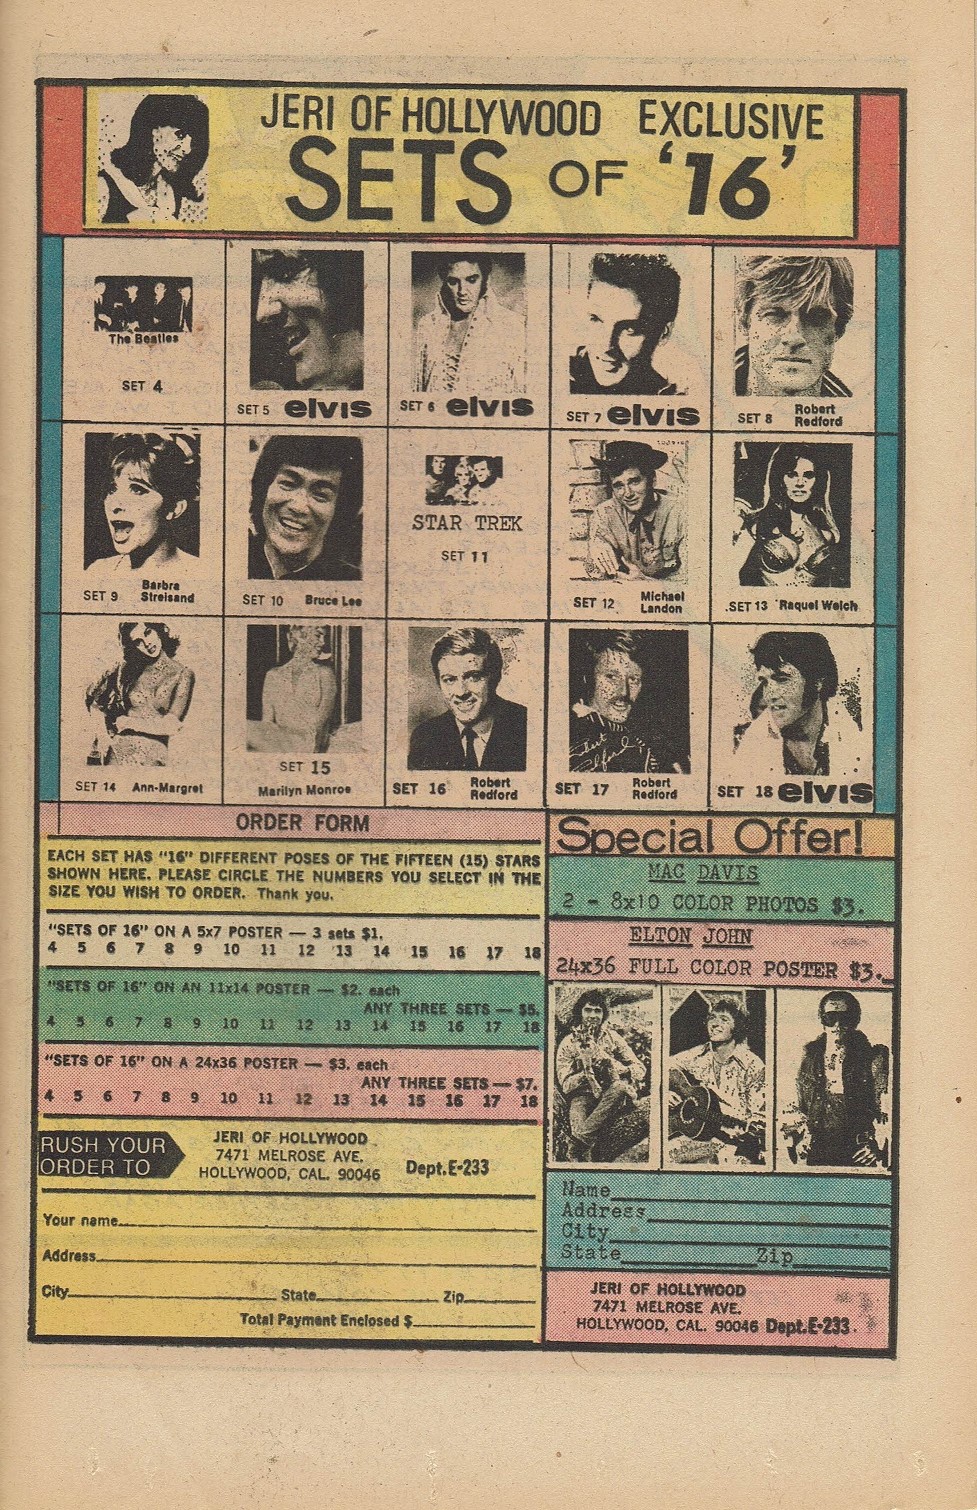 JERI OF HOLLYWOOD EXCLUSIVE
SETS OF '16'
The Beatles
SET 4
SET 5 elvis
SET 6 elvis
SET 7 elvis
SET 8 Robert Redford
SET 9 Barbra Streisand
SET 10 Bruce Lee
STAR TREK
SET 11
SET 12 Michael Landon
SET 13 Raquel Welch
SET 14 Ann-Margret
SET 15
Marilyn Monroe
SET 16 Robert Redford
SET 17 Robert Redford
SET 18 elvis
ORDER FORM
EACH SET HAS "16" DIFFERENT POSES OF THE FIFTEEN (15) STARS
SHOWN HERE. PLEASE CIRCLE THE NUMBERS YOU SELECT IN THE
SIZE YOU WISH TO ORDER. Thank you.
"SETS OF 16" ON A 5x7 POSTER — 3 sets $1.
4 5 6 7 8 9 10 11 12 13 14 15 16 17 18
"SETS OF 16" ON AN 11x14 POSTER — $2. each
ANY THREE SETS — $5.
4 5 6 7 8 9 10 11 12 13 14 15 16 17 18
"SETS OF 16" ON A 24x36 POSTER — $3. each
ANY THREE SETS — $7.
4 5 6 7 8 9 10 11 12 13 14 15 16 17 18
RUSH YOUR
ORDER TO
JERI OF HOLLYWOOD
7471 MELROSE AVE.
HOLLYWOOD, CAL. 90046 Dept.E-233
Your name
Address
City State Zip
Total Payment Enclosed $
Special Offer!
MAC DAVIS
2 - 8x10 COLOR PHOTOS $3.
ELTON JOHN
24x36 FULL COLOR POSTER $3.
Name
Address
City
State Zip
JERI OF HOLLYWOOD
7471 MELROSE AVE.
HOLLYWOOD, CAL. 90046 Dept.E-233